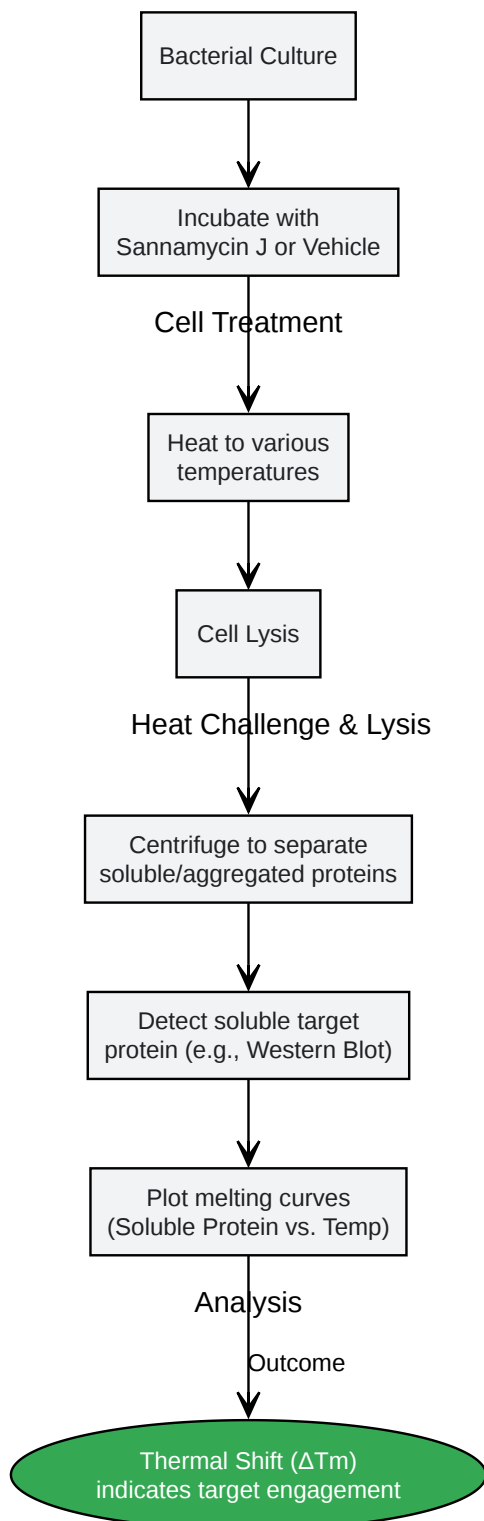 Bacterial Culture
Incubate with
Sannamycin J or Vehicle
Cell Treatment
Heat to various
temperatures
Cell Lysis
Heat Challenge & Lysis
Centrifuge to separate
soluble/aggregated proteins
Detect soluble target
protein (e.g., Western Blot)
Plot melting curves
(Soluble Protein vs. Temp)
Analysis
Outcome
Thermal Shift (ΔTm)
indicates target engagement